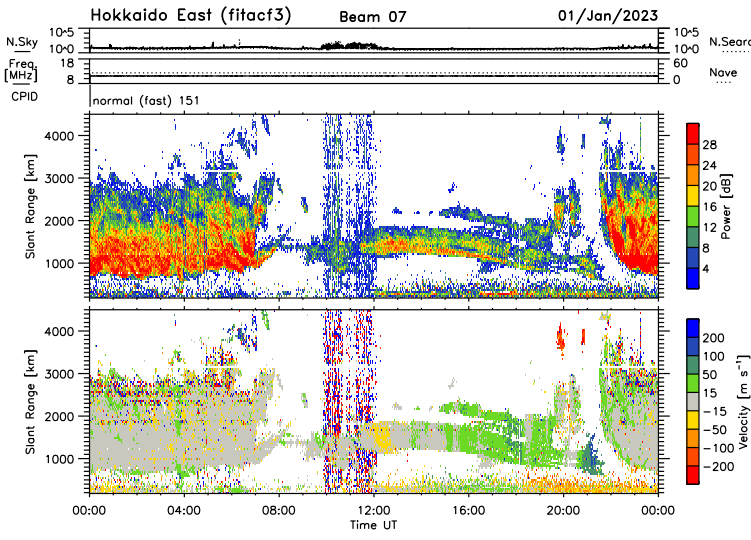 Hokkaido East (fitacf3) Beam 07 01/Jan/2023
N.Sky 10^5 10^0 10^5 10^0 N.Sear
Freq. [MHz] 18 8 60 0 Nave
CPID normal (fast) 151
Slant Range [km] 4000 3000 2000 1000
Power [dB] 28 24 20 16 12 8 4
Slant Range [km] 4000 3000 2000 1000
Velocity [m s⁻¹] 200 100 50 15 -15 -50 -100 -200
00:00 04:00 08:00 12:00 16:00 20:00 00:00
Time UT